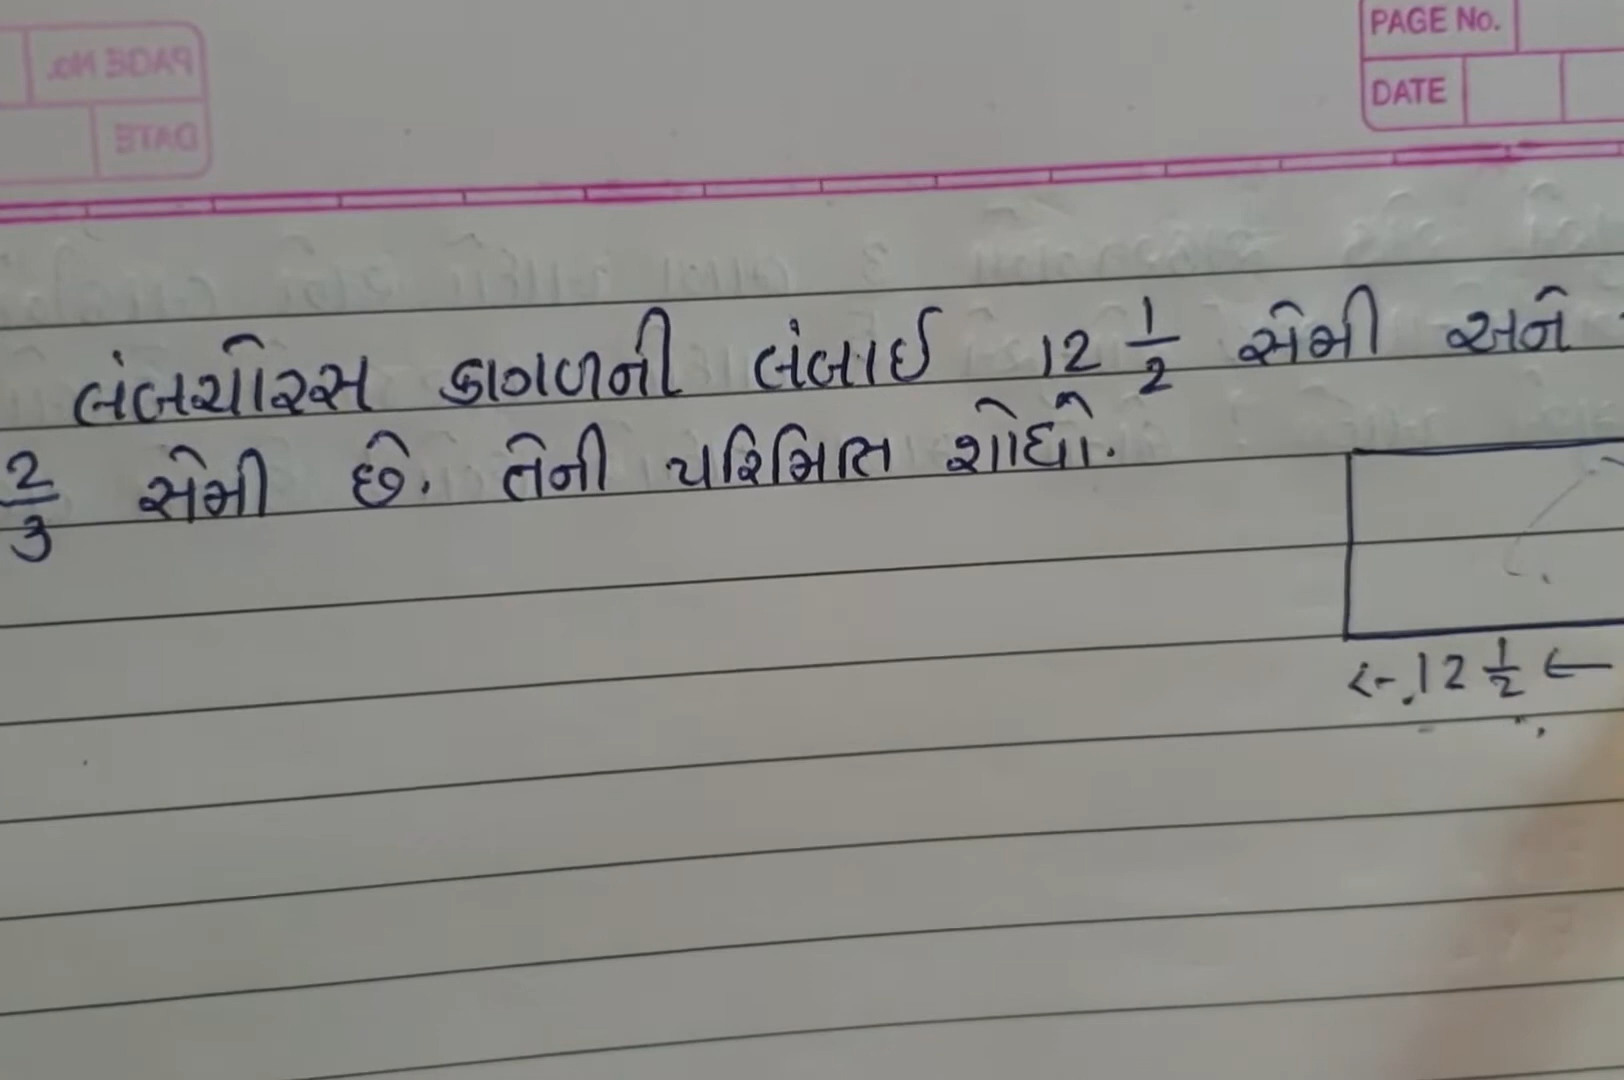 PAGE No.
DATE
લંબચોરસ કાગળની લંબાઈ 12 1/2 સેમી અને
2/3 સેમી છે. તેની પરિમિતિ શોધો.
12 1/2